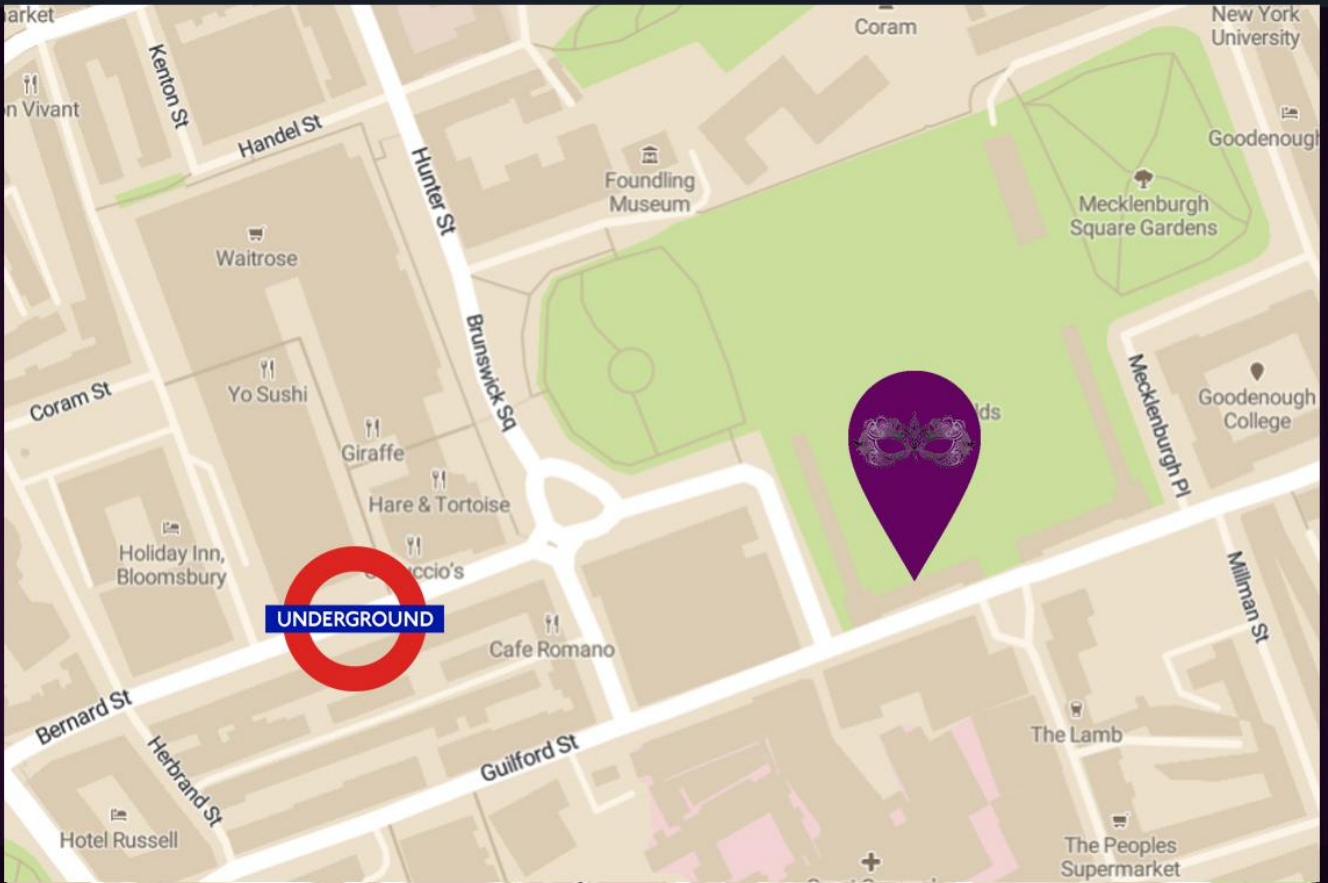 arket
Coram
New York
University
Kenton St
n Vivant
Handel St
Goodenough
Hunter St
Foundling
Museum
Mecklenburgh
Square Gardens
Waitrose
Brunswick Sq
Yo Sushi
Coram St
Mecklenburgh Pl
Goodenough
College
lds
Giraffe
Hare & Tortoise
Holiday Inn,
Bloomsbury
uccio's
UNDERGROUND
Millman St
Cafe Romano
Bernard St
The Lamb
Guilford St
Herbrand St
Hotel Russell
The Peoples
Supermarket